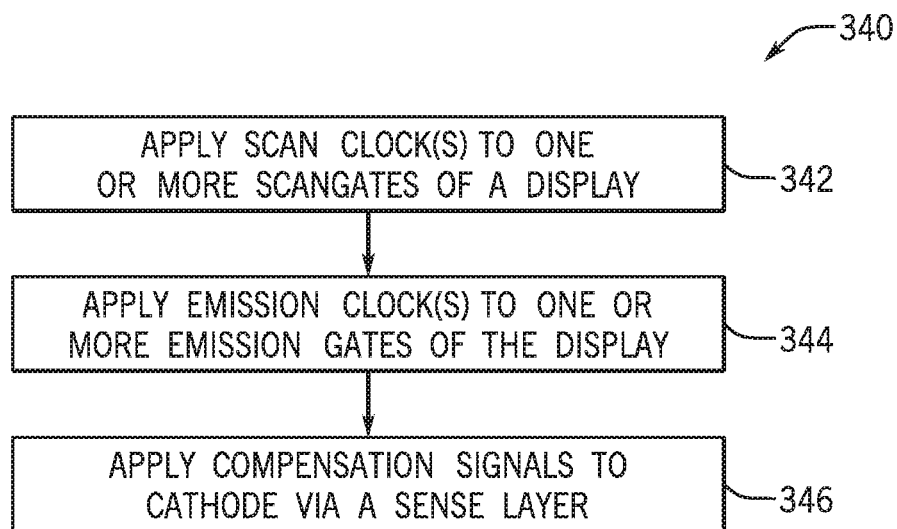 340
APPLY SCAN CLOCK(S) TO ONE
OR MORE SCANGATES OF A DISPLAY
342
APPLY EMISSION CLOCK(S) TO ONE OR
MORE EMISSION GATES OF THE DISPLAY
344
APPLY COMPENSATION SIGNALS TO
CATHODE VIA A SENSE LAYER
346